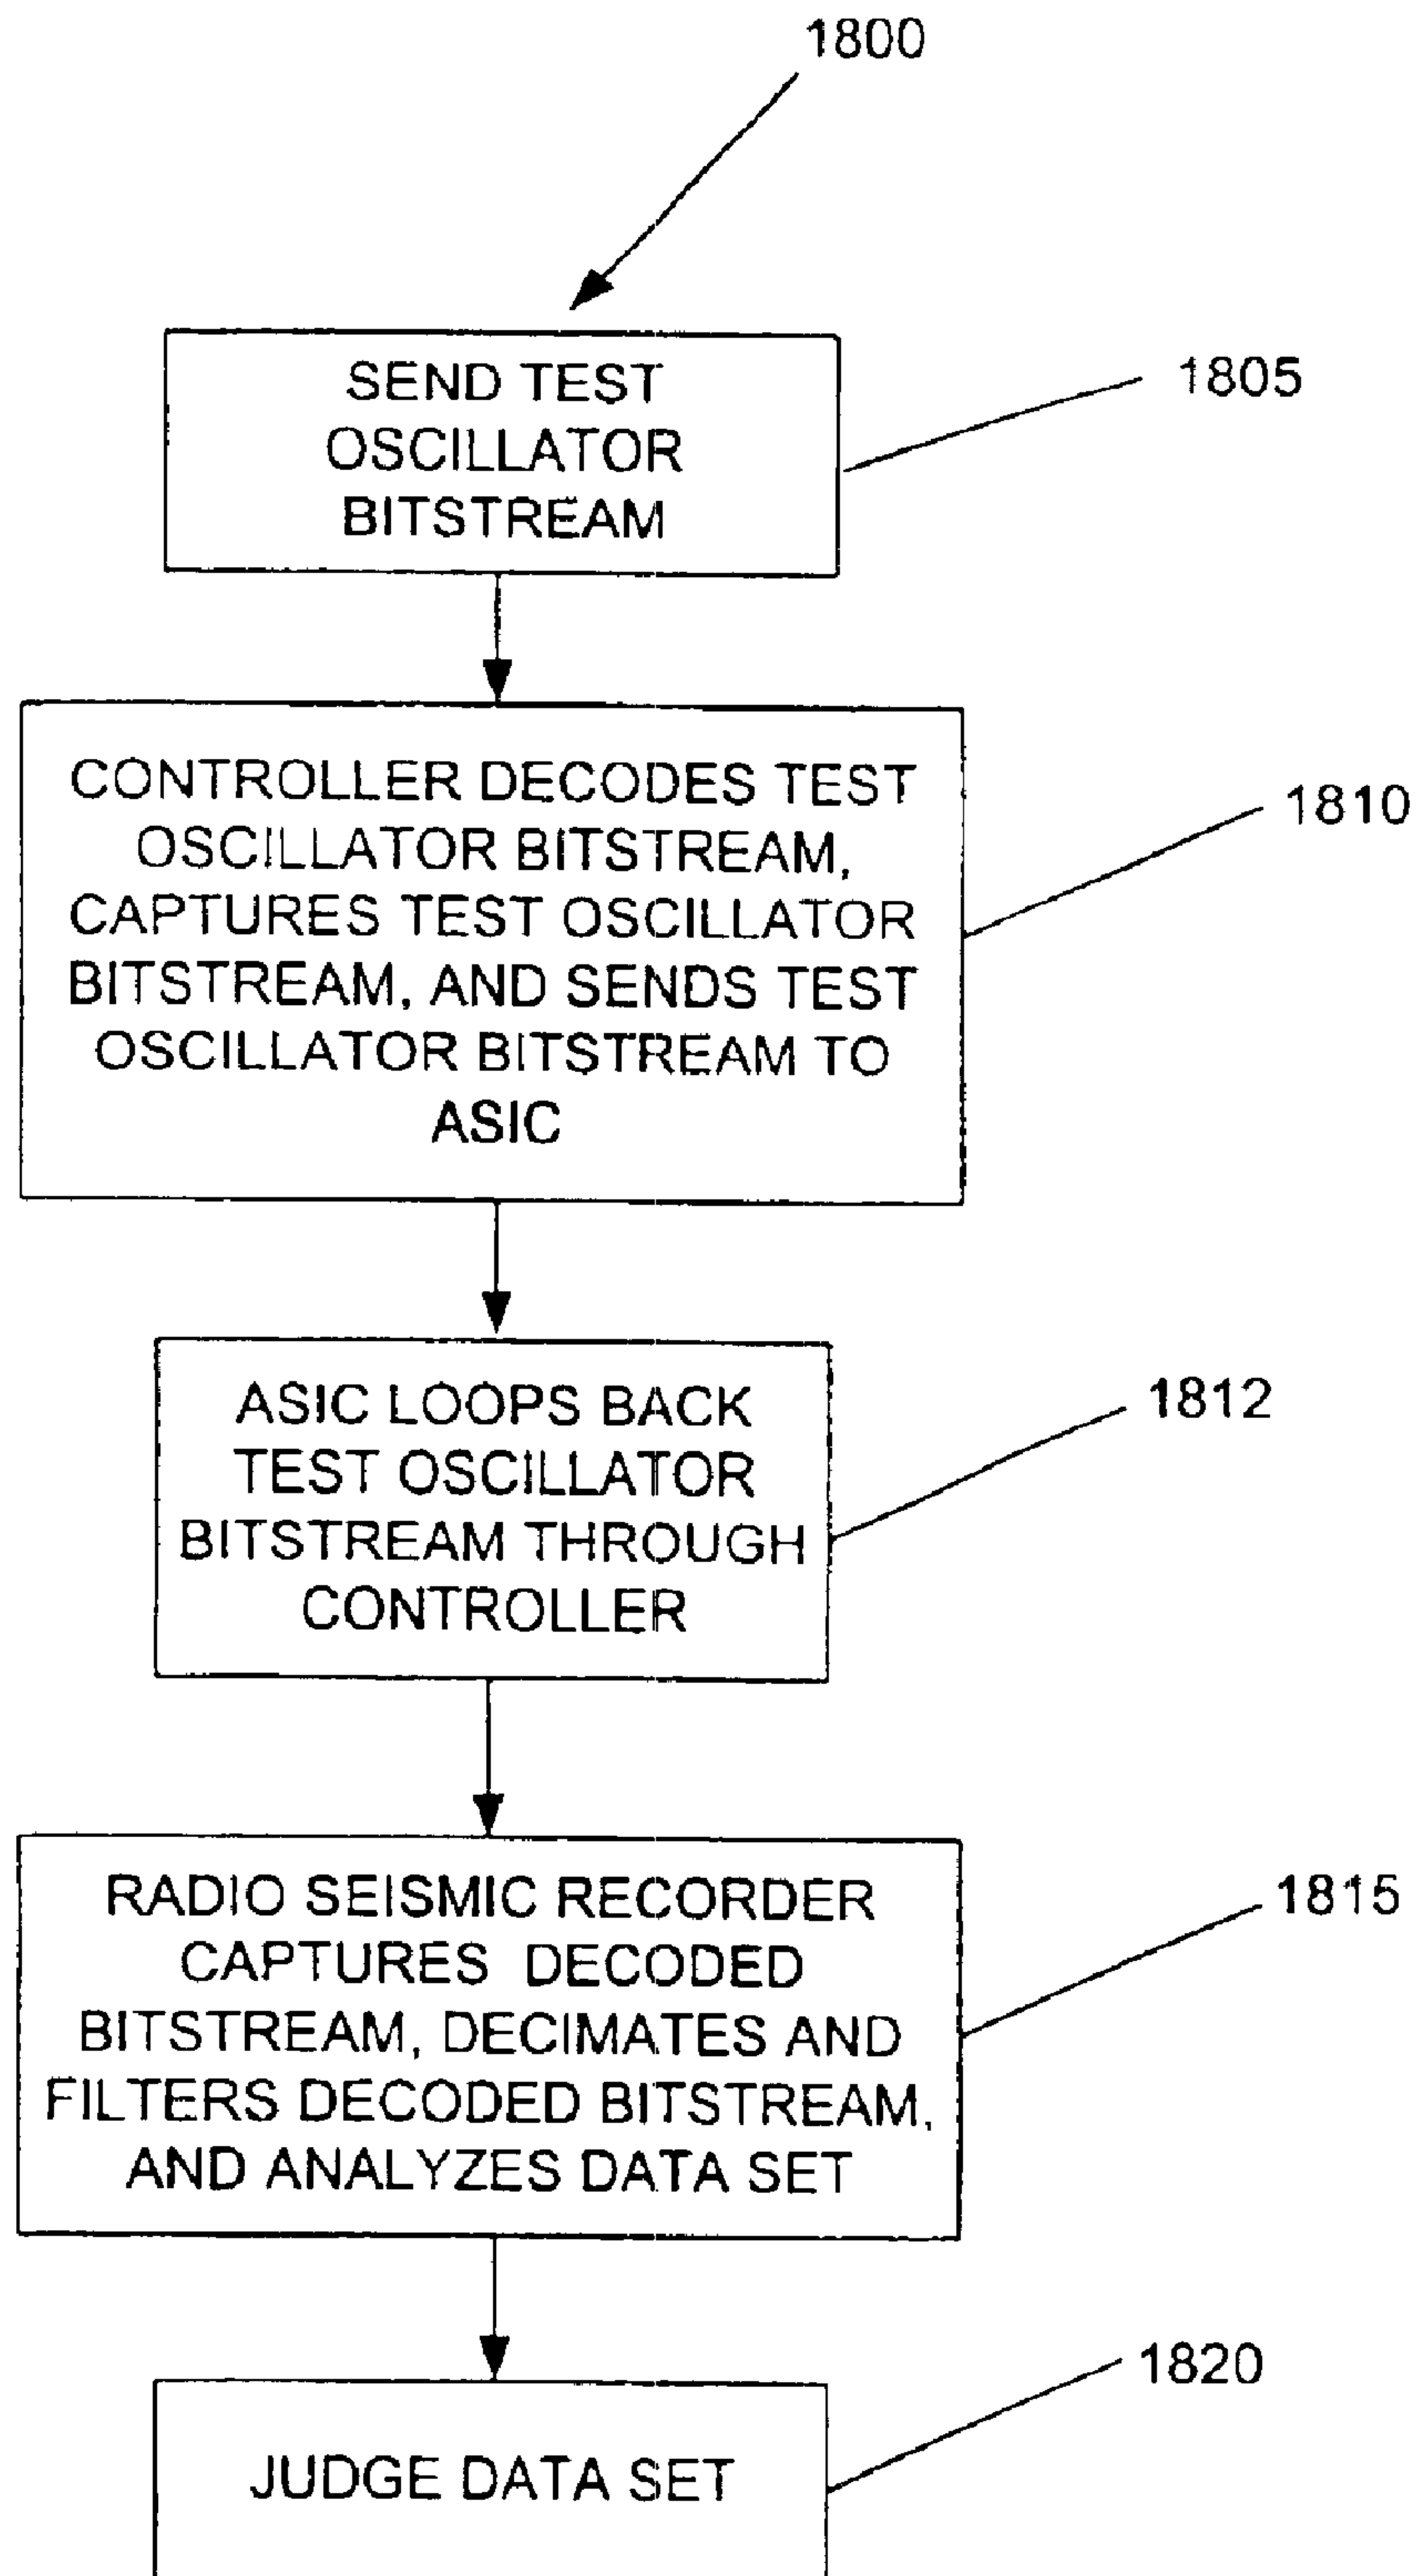 1800
SEND TEST
OSCILLATOR
BITSTREAM
1805
CONTROLLER DECODES TEST
OSCILLATOR BITSTREAM,
CAPTURES TEST OSCILLATOR
BITSTREAM, AND SENDS TEST
OSCILLATOR BITSTREAM TO
ASIC
1810
ASIC LOOPS BACK
TEST OSCILLATOR
BITSTREAM THROUGH
CONTROLLER
1812
RADIO SEISMIC RECORDER
CAPTURES DECODED
BITSTREAM, DECIMATES AND
FILTERS DECODED BITSTREAM,
AND ANALYZES DATA SET
1815
JUDGE DATA SET
1820